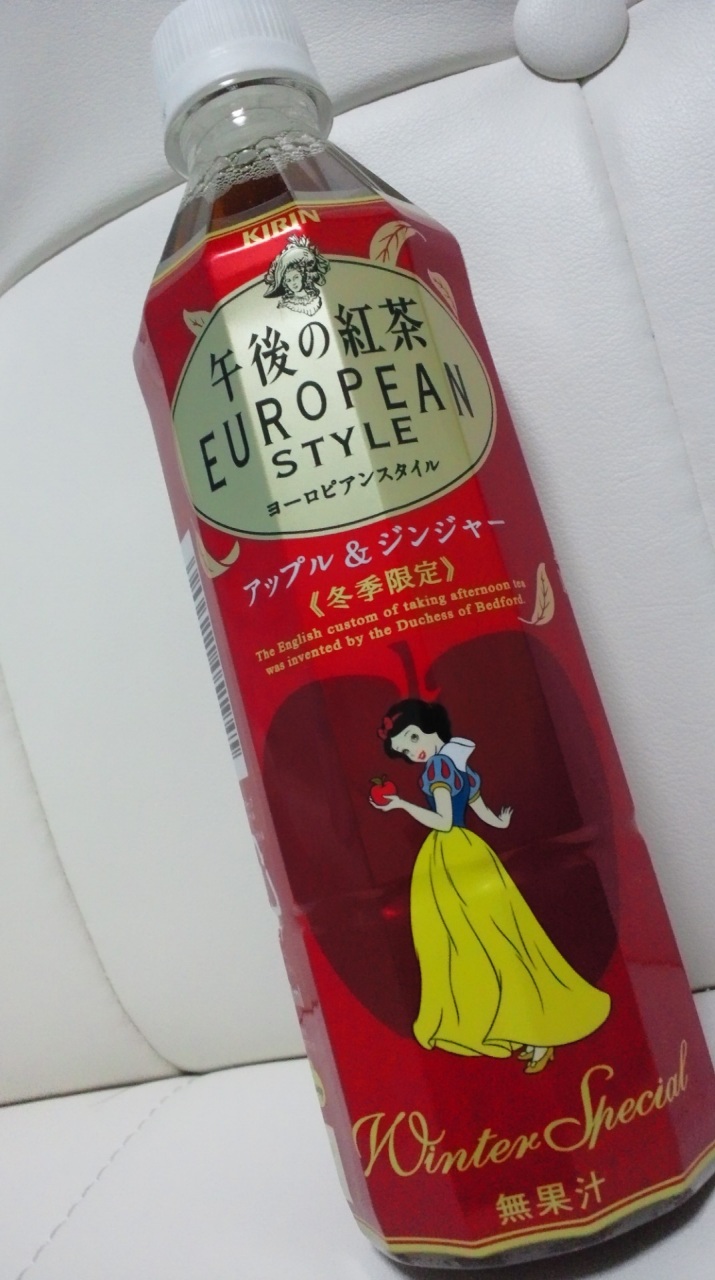 KIRIN
午後の紅茶
EUROPEAN
STYLE
ヨーロピアンスタイル
アップル & ジンジャー
《冬季限定》
The English custom of taking afternoon tea
was invented by the Duchess of Bedford.
Winter Special
無果汁